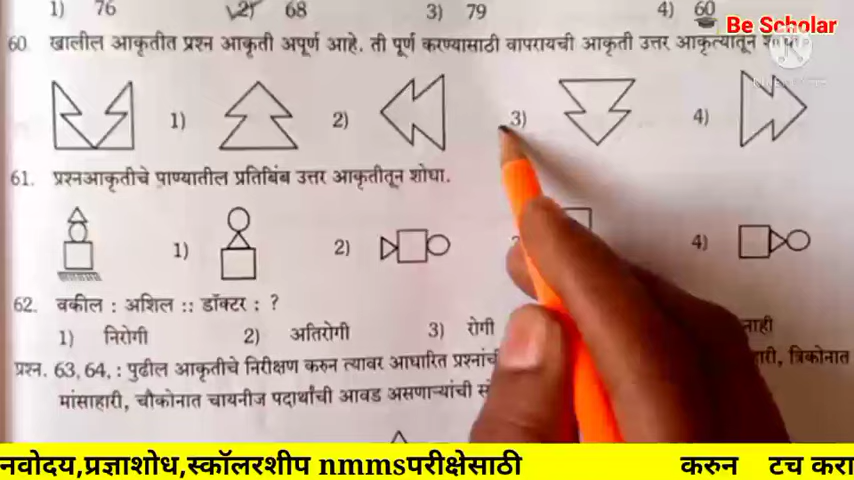 1) 76 2) 68 3) 79 4) 60
Be Scholar
60. खालील आकृतीत प्रश्न आकृती अपूर्ण आहे. ती पूर्ण करण्यासाठी वापरायची आकृती उत्तर आकृत्यातून
1) 2) 3) 4)
61. प्रश्नआकृतीचे पाण्यातील प्रतिबिंब उत्तर आकृतीतून शोधा.
1) 2) 4)
62. वकील : अशिल :: डॉक्टर : ?
1) निरोगी 2) अतिरोगी 3) रोगी
प्रश्न. 63, 64, : पुढील आकृतीचे निरीक्षण करुन त्यावर आधारित त्रिकोनात
मांसाहारी, चौकोनात चायनीज पदार्थांची आवड असणाऱ्यांची
नवोदय,प्रज्ञाशोध,स्कॉलरशीप nmmsपरीक्षेसाठी करुन टच करा